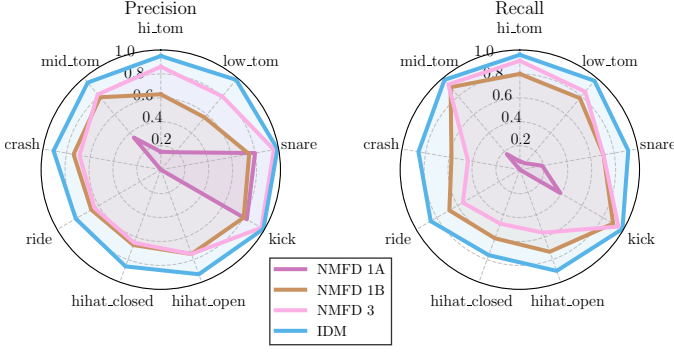 Precision
hi_tom
low_tom
snare
kick
hihat_open
hihat_closed
ride
crash
mid_tom
1.0
0.8
0.6
0.4
0.2
Recall
hi_tom
low_tom
snare
kick
hihat_open
hihat_closed
ride
crash
mid_tom
1.0
0.8
0.6
0.4
0.2
NMFD 1A
NMFD 1B
NMFD 3
IDM